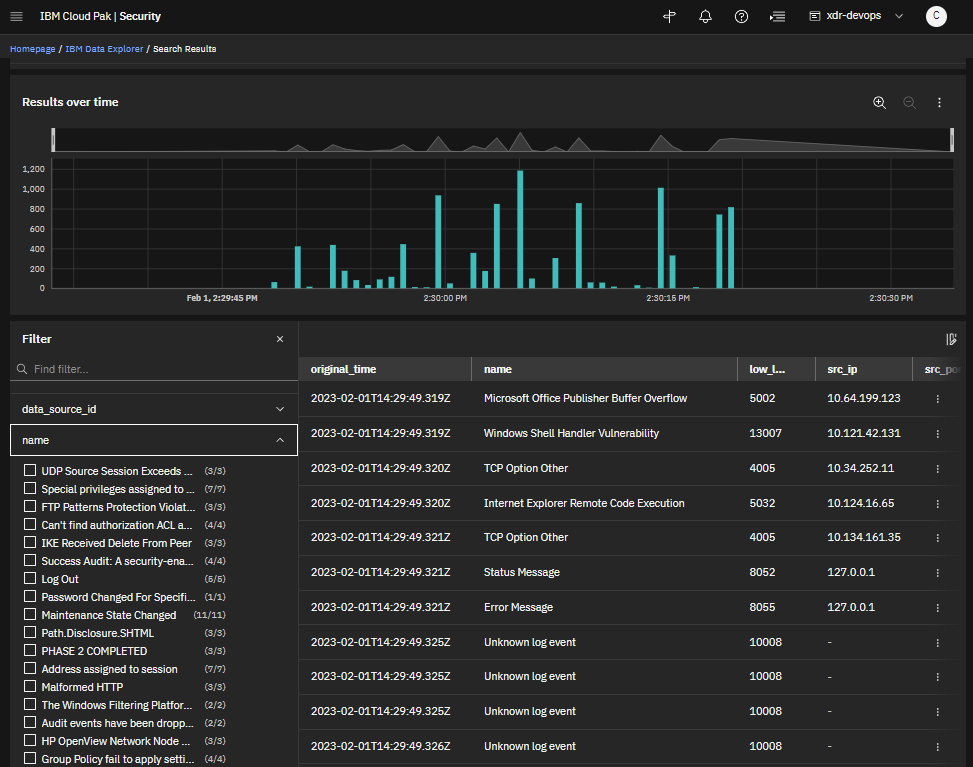 IBM Cloud Pak | Security
xdr-devops
C
Homepage / IBM Data Explorer / Search Results
Results over time
1,200
1,000
800
600
400
200
0
Feb 1, 2:29:45 PM 2:30:00 PM 2:30:15 PM 2:30:30 PM
Filter
Find filter...
data_source_id
name
UDP Source Session Exceeds ... (3/3)
Special privileges assigned to ... (7/7)
FTP Patterns Protection Violat... (3/3)
Can't find authorization ACL a... (4/4)
IKE Received Delete From Peer (3/3)
Success Audit: A security-ena... (4/4)
Log Out (5/5)
Password Changed For Specifi... (1/1)
Maintenance State Changed (11/11)
Path.Disclosure.SHTML (3/3)
PHASE 2 COMPLETED (3/3)
Address assigned to session (7/7)
Malformed HTTP (3/3)
The Windows Filtering Platfor... (2/2)
Audit events have been dropp... (2/2)
HP OpenView Network Node ... (3/3)
Group Policy fail to apply setti... (4/4)
original_time name low_l... src_ip src_po
2023-02-01T14:29:49.319Z Microsoft Office Publisher Buffer Overflow 5002 10.64.199.123
2023-02-01T14:29:49.319Z Windows Shell Handler Vulnerability 13007 10.121.42.131
2023-02-01T14:29:49.320Z TCP Option Other 4005 10.34.252.11
2023-02-01T14:29:49.320Z Internet Explorer Remote Code Execution 5032 10.124.16.65
2023-02-01T14:29:49.321Z TCP Option Other 4005 10.134.161.35
2023-02-01T14:29:49.321Z Status Message 8052 127.0.0.1
2023-02-01T14:29:49.321Z Error Message 8055 127.0.0.1
2023-02-01T14:29:49.325Z Unknown log event 10008 -
2023-02-01T14:29:49.325Z Unknown log event 10008 -
2023-02-01T14:29:49.325Z Unknown log event 10008 -
2023-02-01T14:29:49.326Z Unknown log event 10008 -